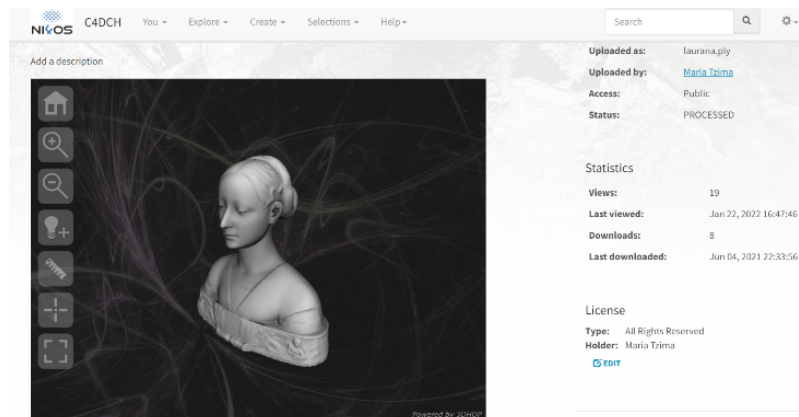 NI4OS C4DCH You Explore Create Selections Help Search
Add a description
Uploaded as: laurana.ply
Uploaded by: Maria Tzima
Access: Public
Status: PROCESSED
Statistics
Views: 19
Last viewed: Jan 22, 2022 16:47:46
Downloads: 8
Last downloaded: Jun 04, 2021 22:33:56
License
Type: All Rights Reserved
Holder: Maria Tzima
EDIT
Powered by 3DHOP